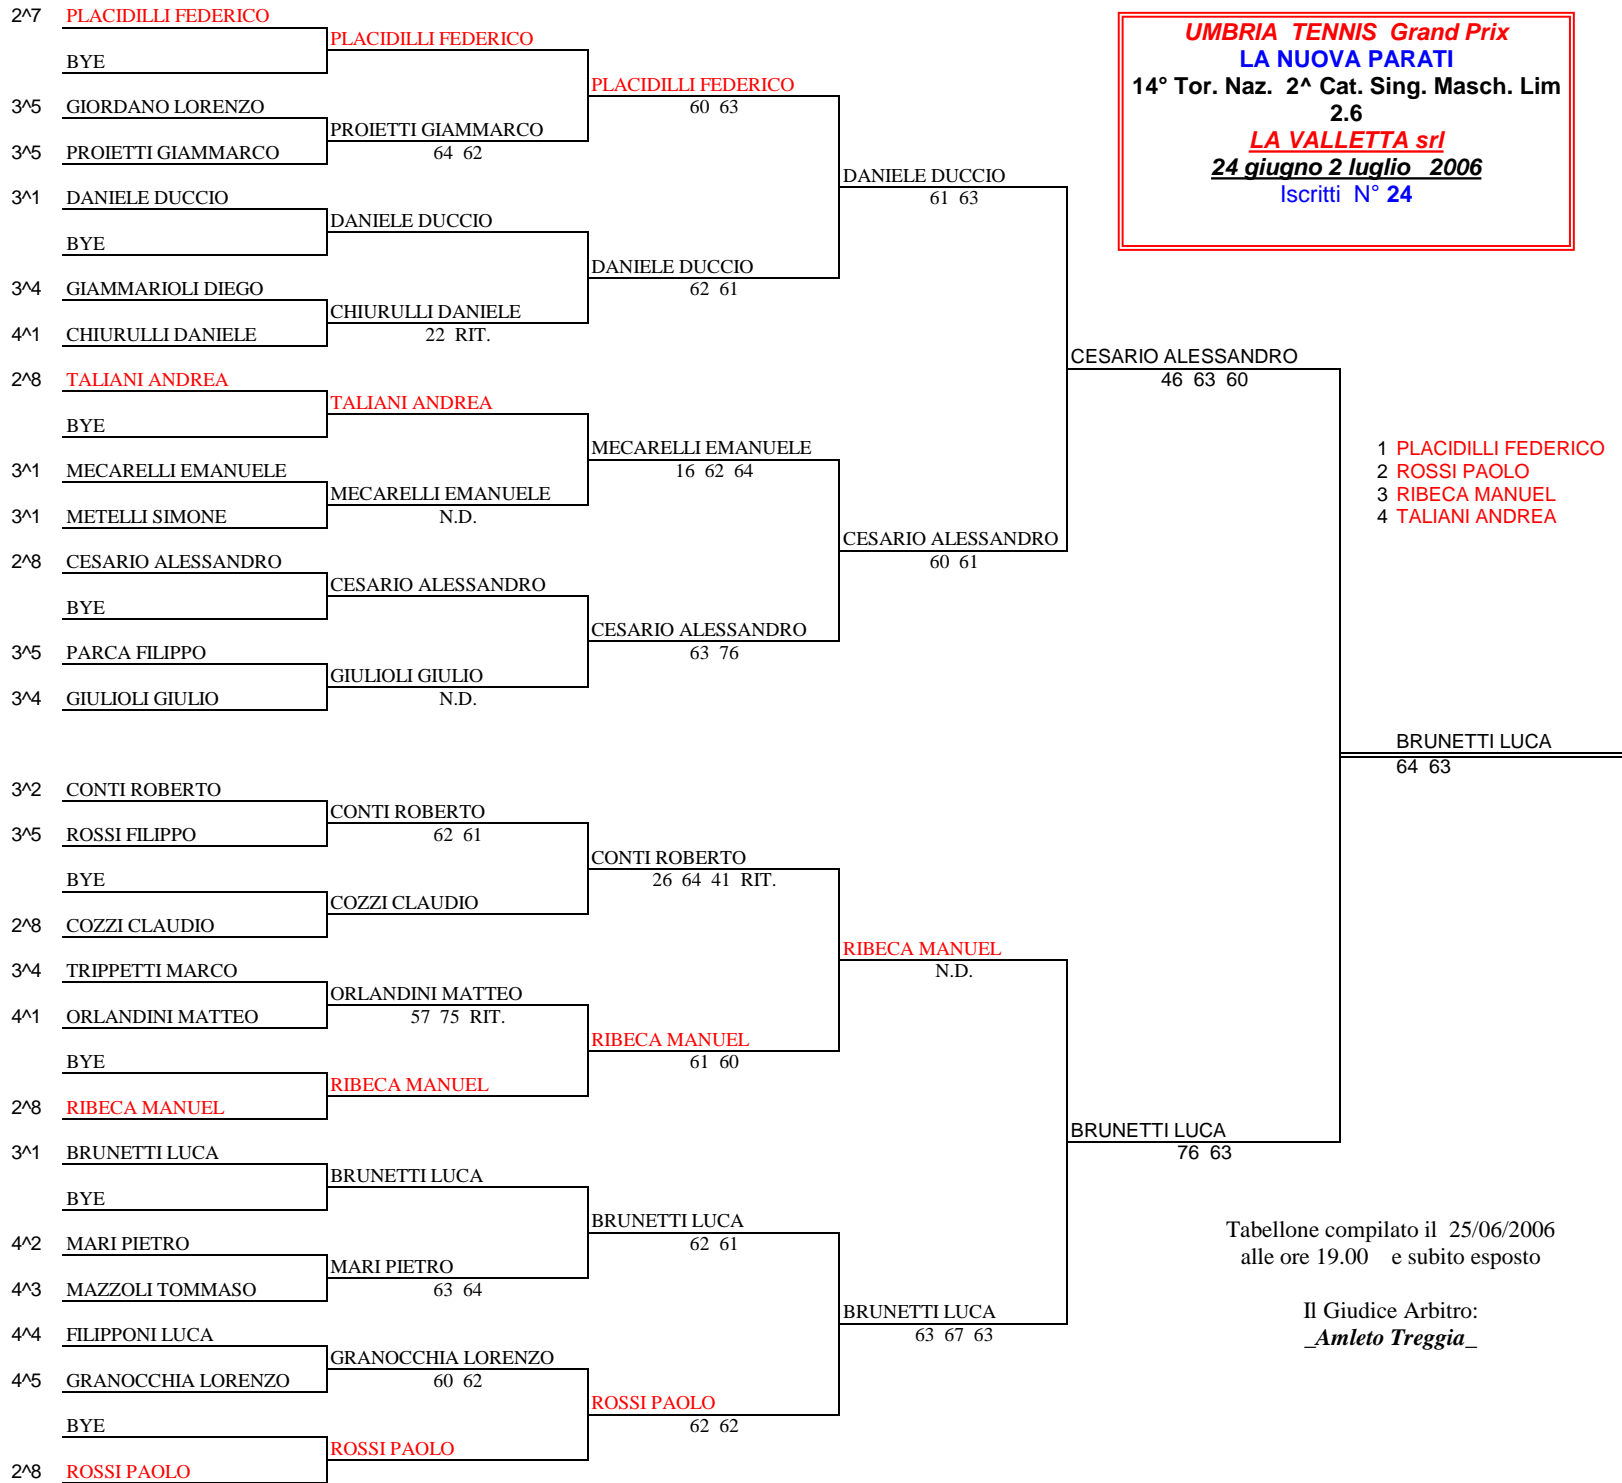 UMBRIA TENNIS Grand Prix
LA NUOVA PARATI
14° Tor. Naz. 2^ Cat. Sing. Masch. Lim
2.6
LA VALLETTA srl
24 giugno 2 luglio 2006
Iscritti N° 24
2^7 PLACIDILLI FEDERICO
BYE
3^5 GIORDANO LORENZO
3^5 PROIETTI GIAMMARCO
3^1 DANIELE DUCCIO
BYE
3^4 GIAMMARIOLI DIEGO
4^1 CHIURULLI DANIELE
2^8 TALIANI ANDREA
BYE
3^1 MECARELLI EMANUELE
3^1 METELLI SIMONE
2^8 CESARIO ALESSANDRO
BYE
3^5 PARCA FILIPPO
3^4 GIULIOLI GIULIO
3^2 CONTI ROBERTO
3^5 ROSSI FILIPPO
BYE
2^8 COZZI CLAUDIO
3^4 TRIPPETTI MARCO
4^1 ORLANDINI MATTEO
BYE
2^8 RIBECA MANUEL
3^1 BRUNETTI LUCA
BYE
4^2 MARI PIETRO
4^3 MAZZOLI TOMMASO
4^4 FILIPPONI LUCA
4^5 GRANOCCHIA LORENZO
BYE
2^8 ROSSI PAOLO
PLACIDILLI FEDERICO
PROIETTI GIAMMARCO
64 62
DANIELE DUCCIO
CHIURULLI DANIELE
22 RIT.
TALIANI ANDREA
MECARELLI EMANUELE
N.D.
CESARIO ALESSANDRO
GIULIOLI GIULIO
N.D.
CONTI ROBERTO
62 61
COZZI CLAUDIO
ORLANDINI MATTEO
57 75 RIT.
RIBECA MANUEL
BRUNETTI LUCA
MARI PIETRO
63 64
GRANOCCHIA LORENZO
60 62
ROSSI PAOLO
PLACIDILLI FEDERICO
60 63
DANIELE DUCCIO
62 61
MECARELLI EMANUELE
16 62 64
CESARIO ALESSANDRO
63 76
CONTI ROBERTO
26 64 41 RIT.
RIBECA MANUEL
61 60
BRUNETTI LUCA
62 61
ROSSI PAOLO
62 62
DANIELE DUCCIO
61 63
CESARIO ALESSANDRO
60 61
RIBECA MANUEL
N.D.
BRUNETTI LUCA
63 67 63
CESARIO ALESSANDRO
46 63 60
BRUNETTI LUCA
76 63
1 PLACIDILLI FEDERICO
2 ROSSI PAOLO
3 RIBECA MANUEL
4 TALIANI ANDREA
BRUNETTI LUCA
64 63
Tabellone compilato il 25/06/2006
alle ore 19.00 e subito esposto
Il Giudice Arbitro:
_Amleto Treggia_